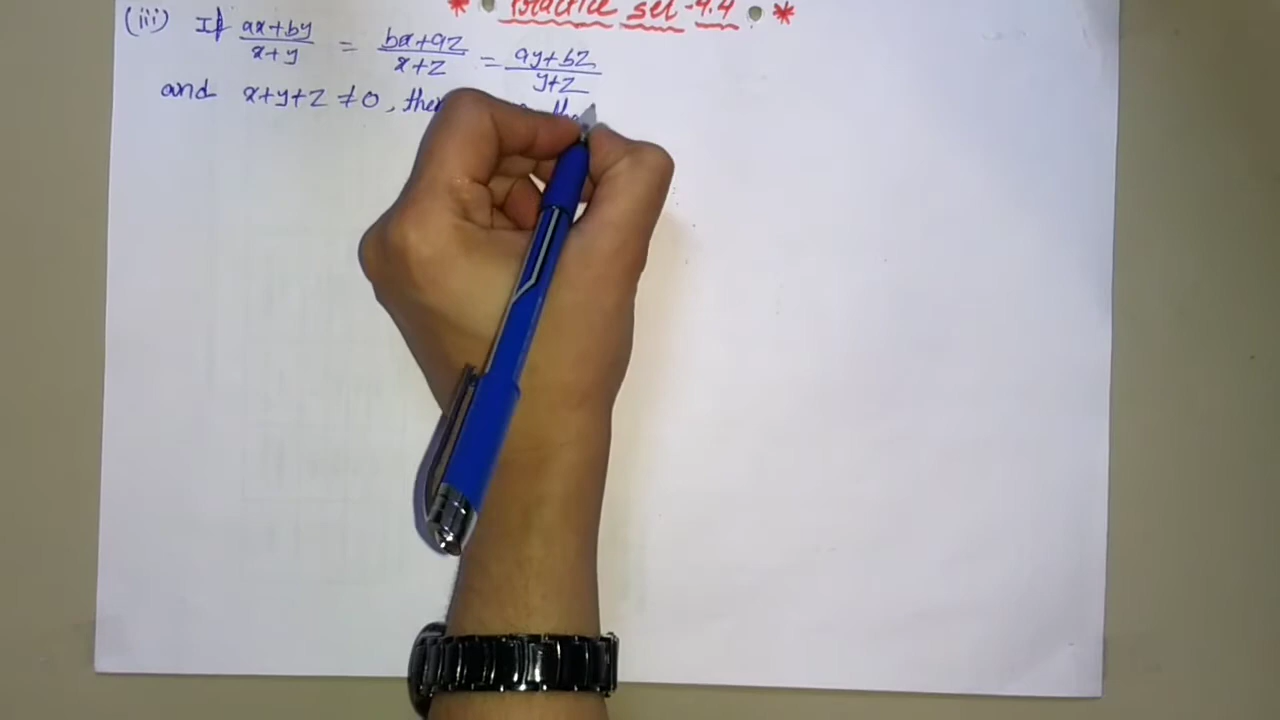 * Practice set-4.4 *
(iii) If (ax+by)/(x+y) = (bx+az)/(x+z) = (ay+bz)/(y+z)
and x+y+z ≠ 0, then